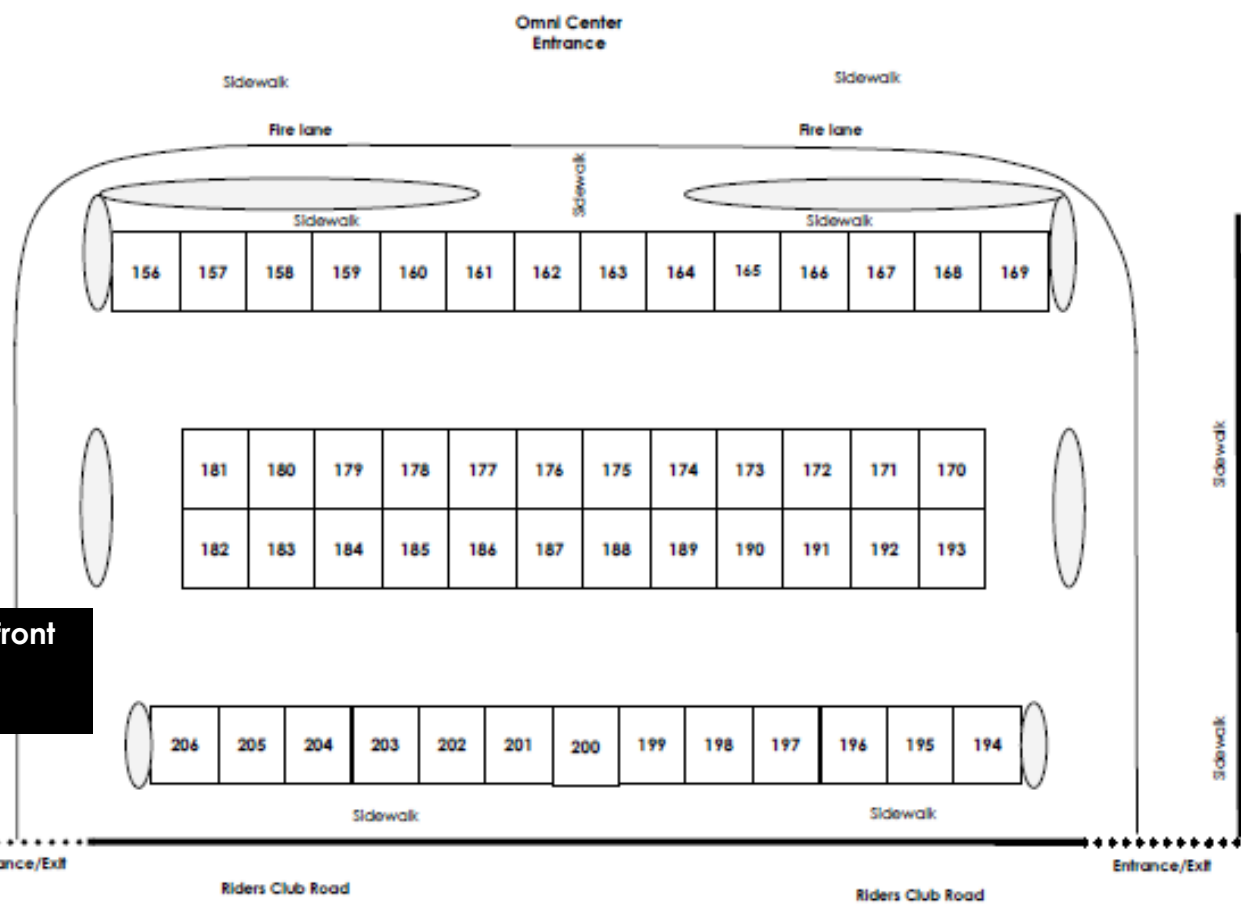 Omni Center
Entrance
Sidewalk
Sidewalk
Fire lane
Fire lane
Sidewalk
Sidewalk
Sidewalk
156 157 158 159 160 161 162 163 164 165 166 167 168 169
Sidewalk
181 180 179 178 177 176 175 174 173 172 171 170
182 183 184 185 186 187 188 189 190 191 192 193
front
206 205 204 203 202 201 200 199 198 197 196 195 194
Sidewalk
Sidewalk
Sidewalk
ance/Exit
Entrance/Exit
Riders Club Road
Riders Club Road